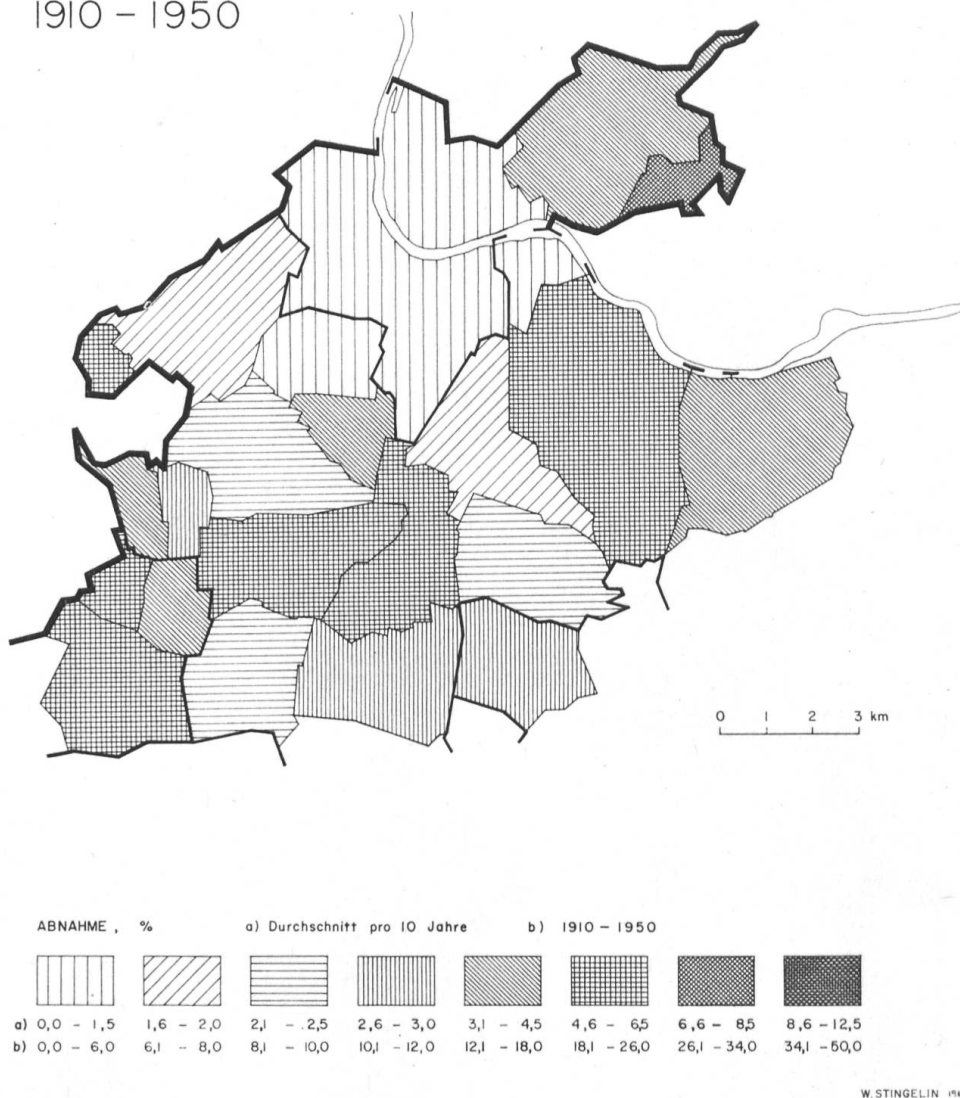 1910 – 1950
0 1 2 3 km
ABNAHME, % a) Durchschnitt pro 10 Jahre b) 1910 – 1950
a) 0,0 – 1,5 1,6 – 2,0 2,1 – 2,5 2,6 – 3,0 3,1 – 4,5 4,6 – 6,5 6,6 – 8,5 8,6 – 12,5
b) 0,0 – 6,0 6,1 – 8,0 8,1 – 10,0 10,1 – 12,0 12,1 – 18,0 18,1 – 26,0 26,1 – 34,0 34,1 – 50,0
W. STINGELIN